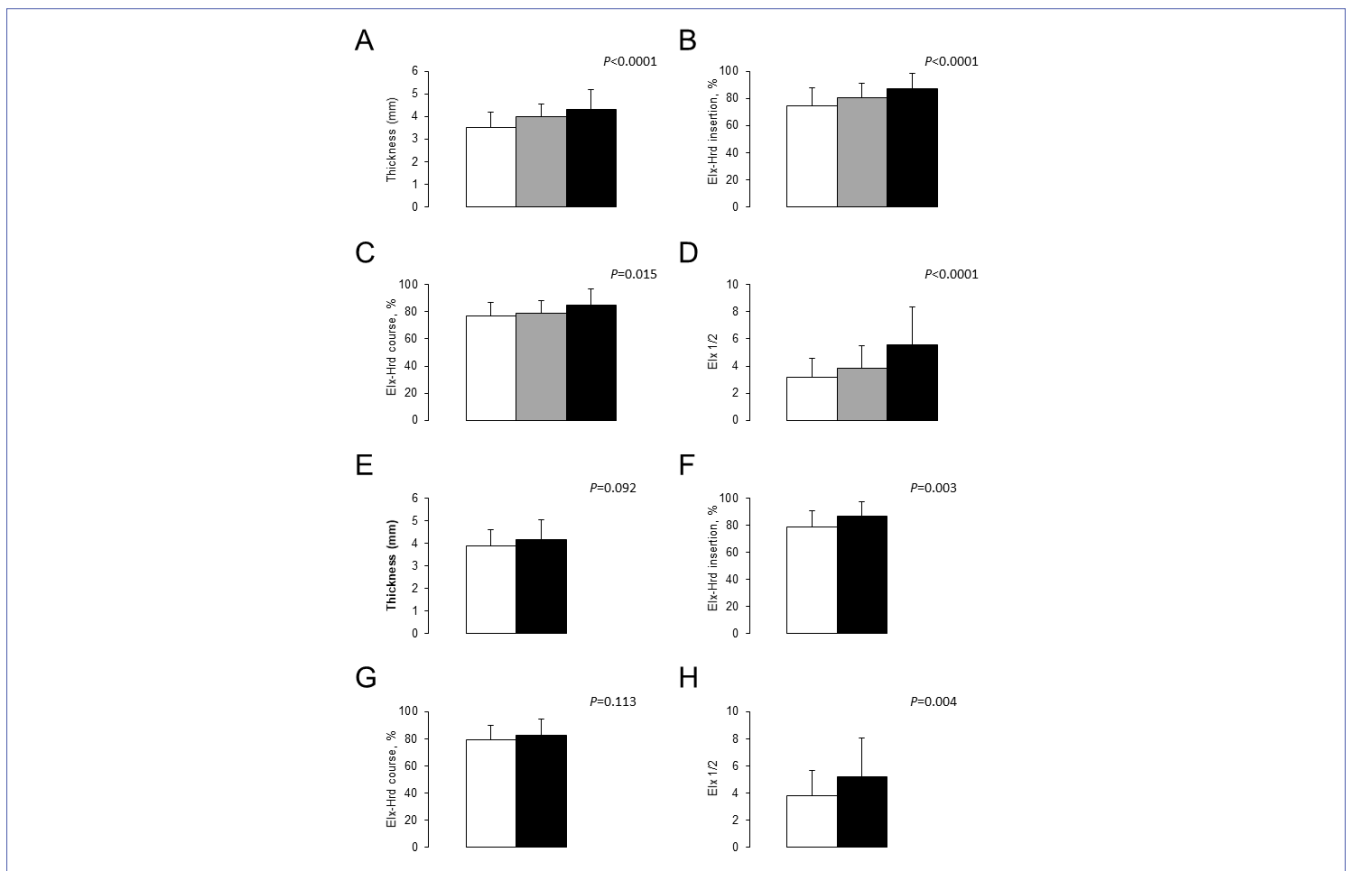 A
P<0.0001
Thickness (mm)
6
5
4
3
2
1
0
B
P<0.0001
Elx-Hrd insertion, %
100
80
60
40
20
0
C
P=0.015
Elx-Hrd course, %
100
80
60
40
20
0
D
P<0.0001
Elx 1/2
10
8
6
4
2
0
E
P=0.092
Thickness (mm)
6
5
4
3
2
1
0
F
P=0.003
Elx-Hrd insertion, %
100
80
60
40
20
0
G
P=0.113
Elx-Hrd course, %
100
80
60
40
20
0
H
P=0.004
Elx 1/2
10
8
6
4
2
0